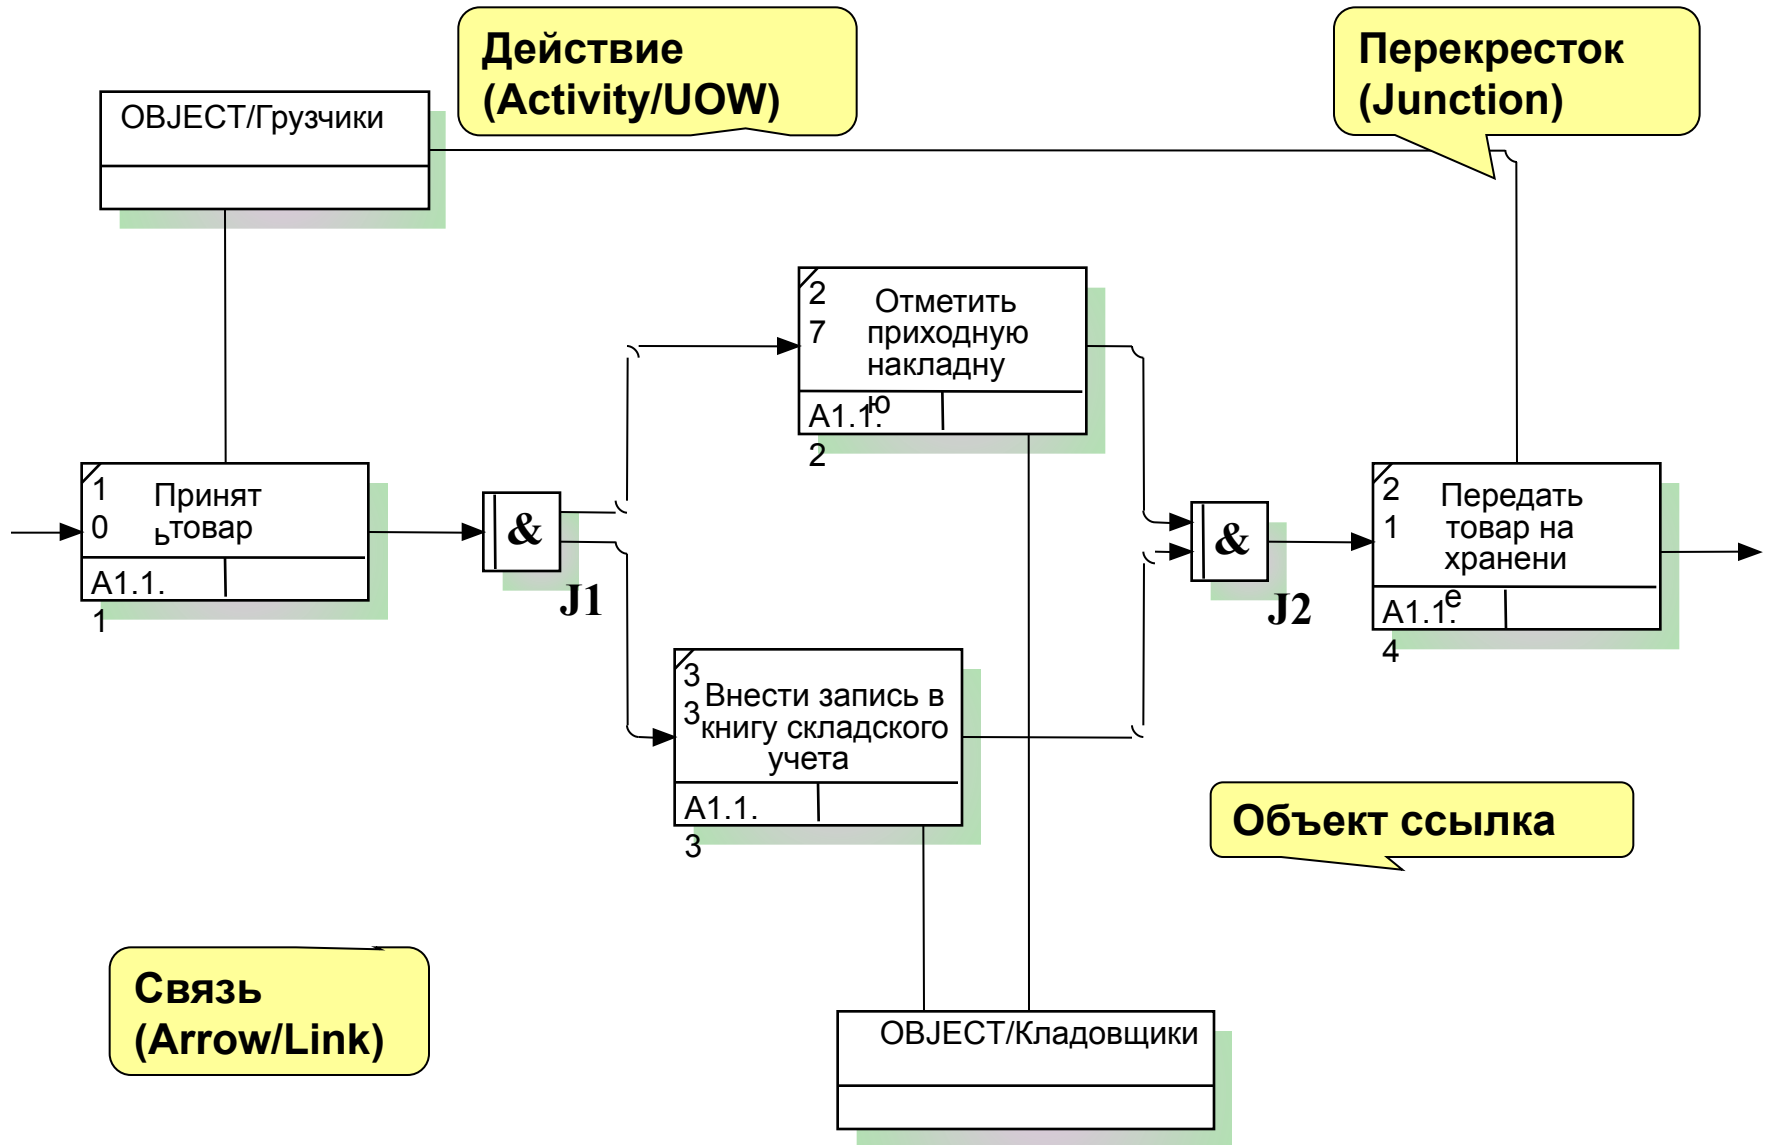 Действие
(Activity/UOW)
Перекресток
(Junction)
OBJECT/Грузчики
2
7
Отметить
приходную
накладну
ю
A1.1.
2
1
0
Принят
ь
товар
A1.1.
1
&
J1
&
J2
2
1
Передать
товар на
хранени
е
A1.1.
4
3
3
Внести запись в
книгу складского
учета
A1.1.
3
Объект ссылка
Связь
(Arrow/Link)
OBJECT/Кладовщики